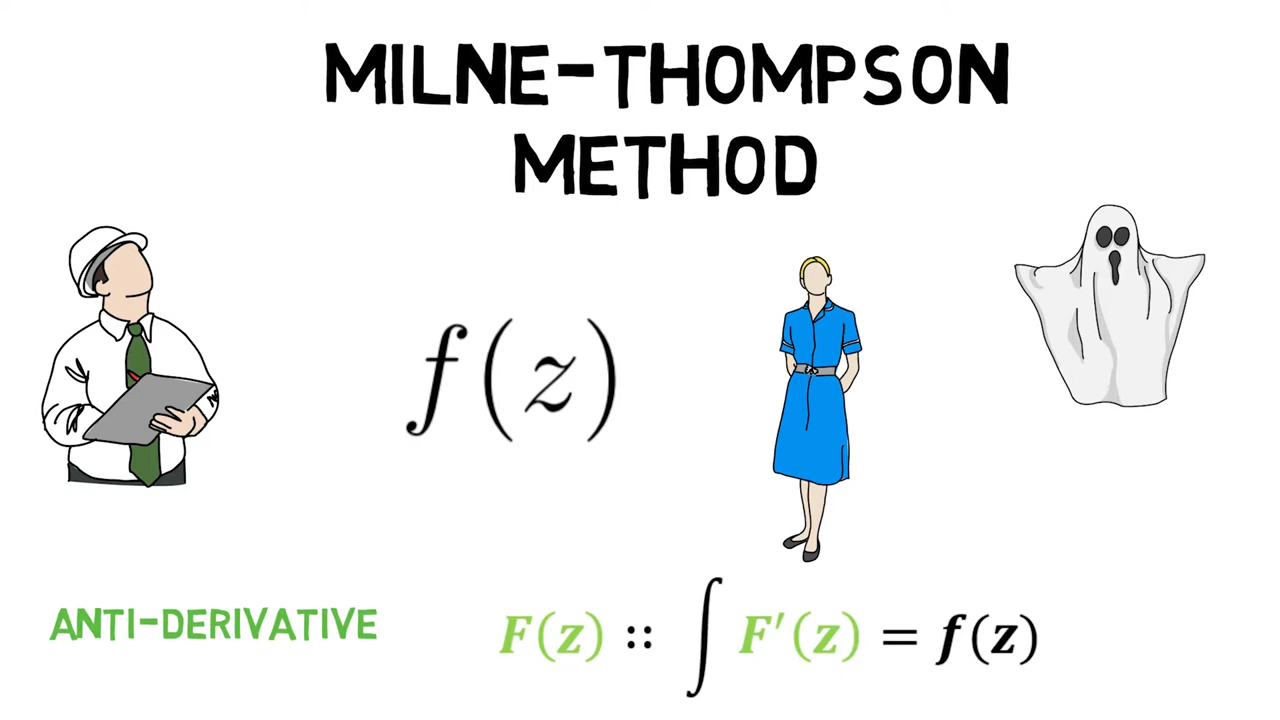 MILNE-THOMPSON
METHOD
f(z)
ANTI-DERIVATIVE
F(z) :: ∫ F′(z) = f(z)